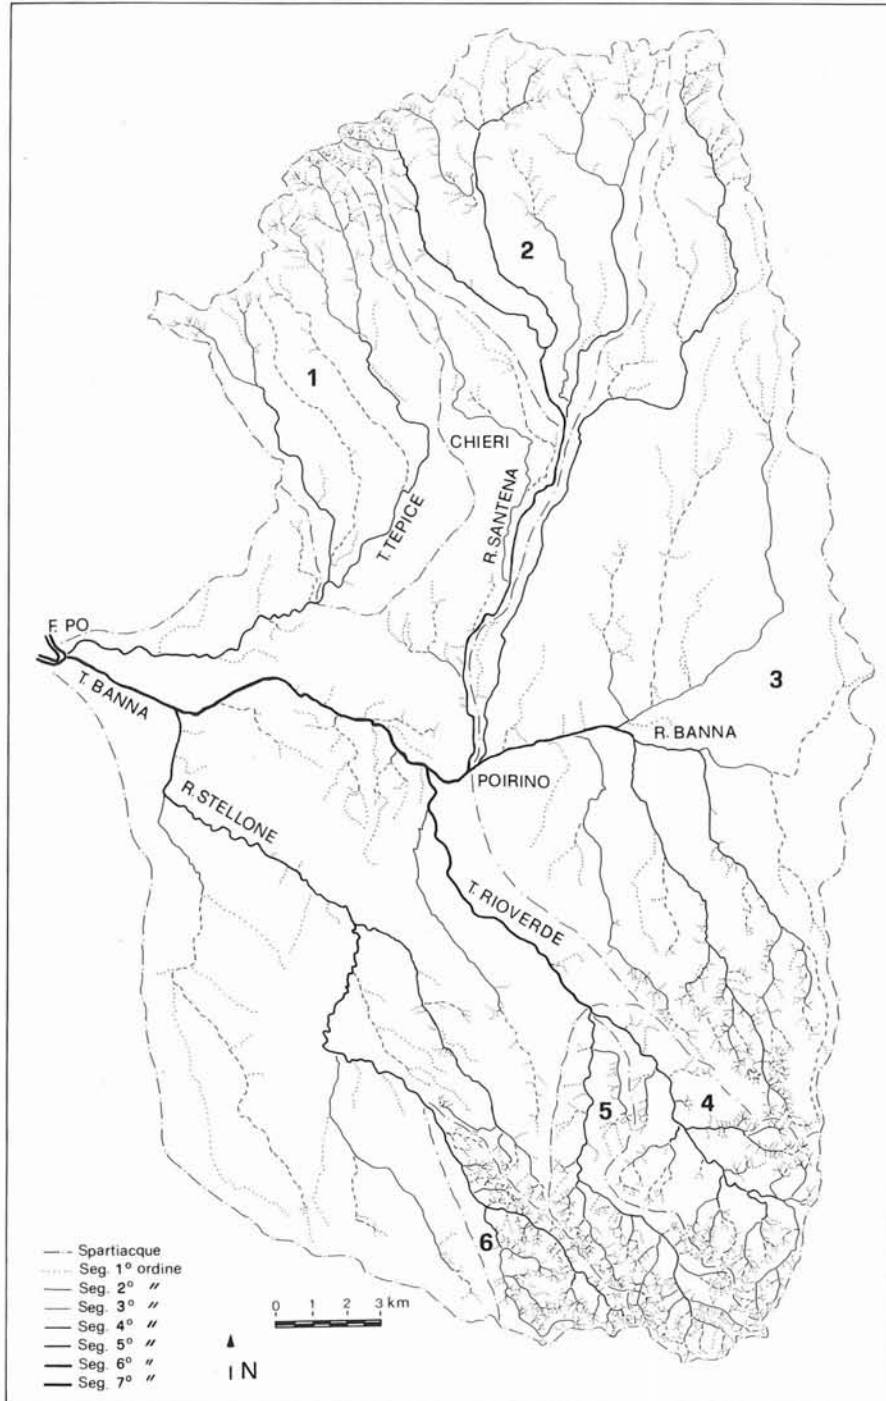 2
1
CHIERI
R. SANTENA
T. TEPICE
F. PO
T. BANNA
3
R. BANNA
POIRINO
R. STELLONE
T. RIOVERDE
5
4
6
Spartiacque
Seg. 1° ordine
Seg. 2° "
Seg. 3° "
Seg. 4° "
Seg. 5° "
Seg. 6° "
Seg. 7° "
0 1 2 3 km
N